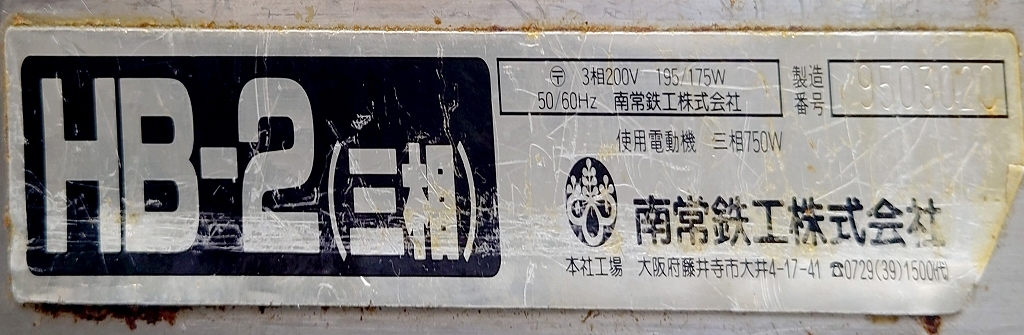 HB-2(三相)
〶 3相200V 195/175W
50/60Hz 南常鉄工株式会社
製造
番号
使用電動機 三相750W
南常鉄工株式会社
本社工場 大阪府藤井寺市大井4-17-41 ☎0729(39)1500代